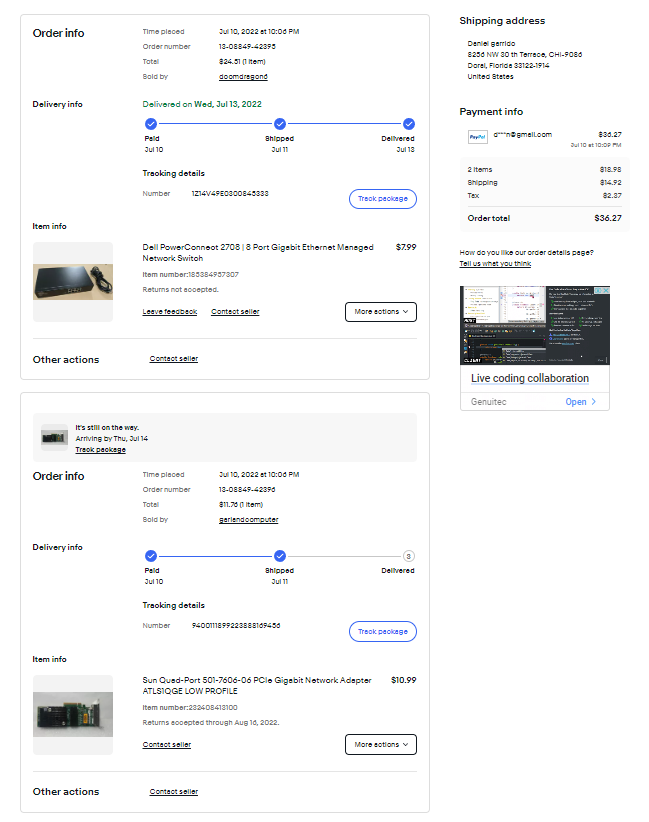 Order info
Time placed Jul 10, 2022 at 10:06 PM
Order number 13-08849-42395
Total $24.51 (1 item)
Sold by doomdragon6
Delivery info
Delivered on Wed, Jul 13, 2022
Paid Shipped Delivered
Jul 10 Jul 11 Jul 13
Tracking details
Number 1Z14V49E0300845333
Track package
Item info
Dell PowerConnect 2708 | 8 Port Gigabit Ethernet Managed $7.99
Network Switch
Item number:185384957307
Returns not accepted.
Leave feedback Contact seller More actions
Other actions Contact seller
It's still on the way.
Arriving by Thu, Jul 14
Track package
Order info
Time placed Jul 10, 2022 at 10:06 PM
Order number 13-08849-42396
Total $11.76 (1 item)
Sold by garlandcomputer
Delivery info
3
Paid Shipped Delivered
Jul 10 Jul 11
Tracking details
Number 9400111899223888169456
Track package
Item info
Sun Quad-Port 501-7606-06 PCIe Gigabit Network Adapter $10.99
ATLS1QGE LOW PROFILE
Item number:232408413100
Returns accepted through Aug 16, 2022.
Contact seller More actions
Other actions Contact seller
Shipping address
Daniel garrido
8256 NW 30 th Terrace, CHI-9086
Doral, Florida 33122-1914
United States
Payment info
PayPal d***n@gmail.com $36.27
Jul 10 at 10:09 PM
2 items $18.98
Shipping $14.92
Tax $2.37
Order total $36.27
How do you like our order details page?
Tell us what you think
Live coding collaboration
Genuitec Open